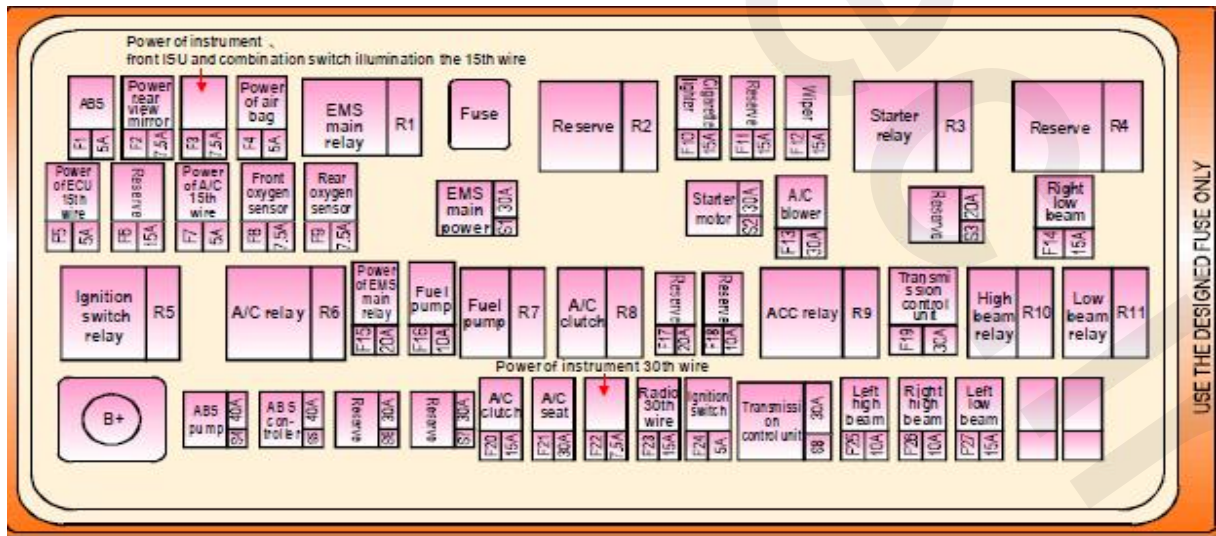 Power of instrument 、
front ISU and combination switch illumination the 15th wire
ABS
F1
5A
Power
rear
view
mirror
F2
7.5A
F3
7.5A
Power
of air
bag
F4
5A
EMS
main
relay
R1
Fuse
Reserve
R2
Cigarette
igniter
F10
15A
Reserve
F11
15A
Wiper
F12
15A
Starter
relay
R3
Reserve
R4
Power
of ECU
15th
wire
F5
5A
Reserve
F6
15A
Power
of A/C
15th
wire
F7
5A
Front
oxygen
sensor
F8
7.5A
Rear
oxygen
sensor
F9
7.5A
EMS
main
power
S1
30A
Starter
motor
S2
30A
A/C
blower
F13
30A
Reserve
S3
20A
Right
low
beam
F14
15A
Ignition
switch
relay
R5
A/C relay
R6
Power
of EMS
main
relay
F15
20A
Fuel
pump
F16
10A
Fuel
pump
R7
A/C
clutch
R8
Reserve
F17
20A
Reserve
F18
10A
ACC relay
R9
Transmi
ssion
control
unit
F19
30A
High
beam
relay
R10
Low
beam
relay
R11
Power of instrument 30th wire
B+
ABS
pump
S4
40A
ABS
con-
troller
S5
40A
Reserve
S6
30A
Reserve
S7
30A
A/C
clutch
F20
15A
A/C
seat
F21
30A
F22
7.5A
Radio
30th
wire
F23
15A
Ignition
switch
F24
5A
Transmissi
on
control unit
S8
30A
Left
high
beam
F25
10A
Right
high
beam
F26
10A
Left
low
beam
F27
15A
USE THE DESIGNED FUSE ONLY